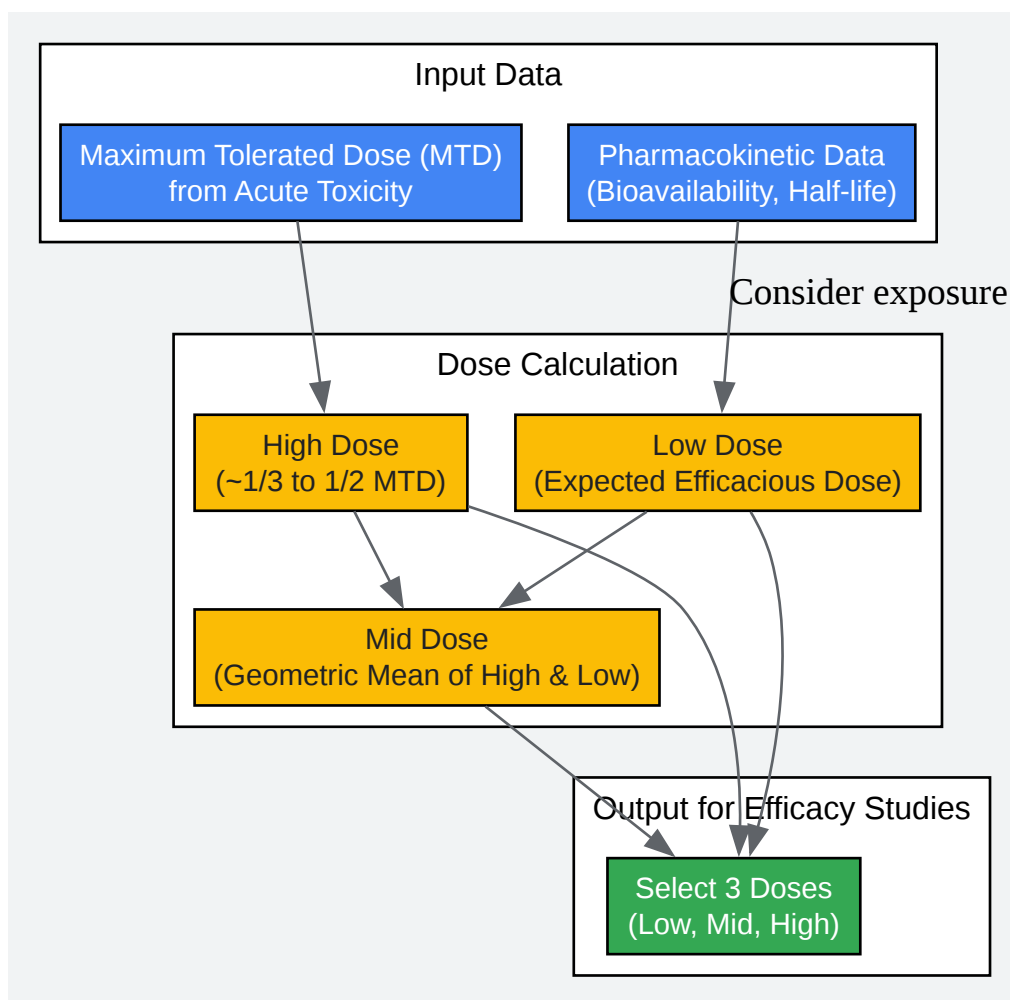 Input Data
Maximum Tolerated Dose (MTD)
from Acute Toxicity
Pharmacokinetic Data
(Bioavailability, Half-life)
Consider exposure
Dose Calculation
High Dose
(~1/3 to 1/2 MTD)
Low Dose
(Expected Efficacious Dose)
Mid Dose
(Geometric Mean of High & Low)
Output for Efficacy Studies
Select 3 Doses
(Low, Mid, High)